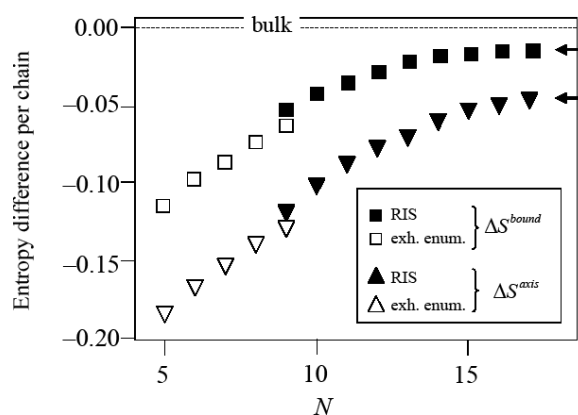 0.00
bulk
−0.05
−0.10
−0.15
−0.20
Entropy difference per chain
RIS
exh. enum.
ΔS^bound
RIS
exh. enum.
ΔS^axis
5
10
15
N